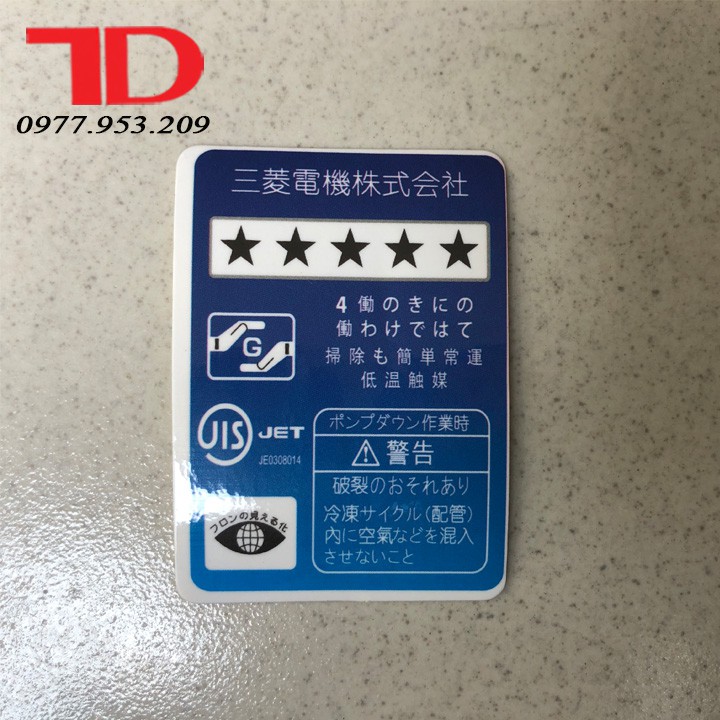 TD
0977.953.209
三菱電機株式会社
★★★★★
4働のきにの
働わけではて
掃除も簡単常運
低温触媒
G
JIS JET
JE0308014
ポンプダウン作業時
警告
破裂のおそれあり
冷凍サイクル(配管)
内に空氣などを混入
させないこと
フロンの見える化